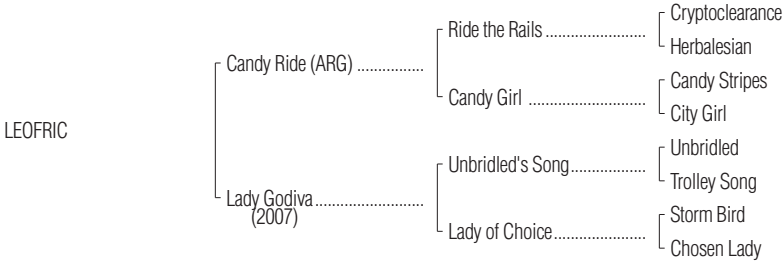 Cryptoclearance
Ride the Rails ........................
Herbalesian
Candy Ride (ARG) ................
Candy Stripes
Candy Girl ............................
City Girl
LEOFRIC
Unbridled
Unbridled's Song..................
Trolley Song
Lady Godiva..........................
(2007)
Storm Bird
Lady of Choice......................
Chosen Lady